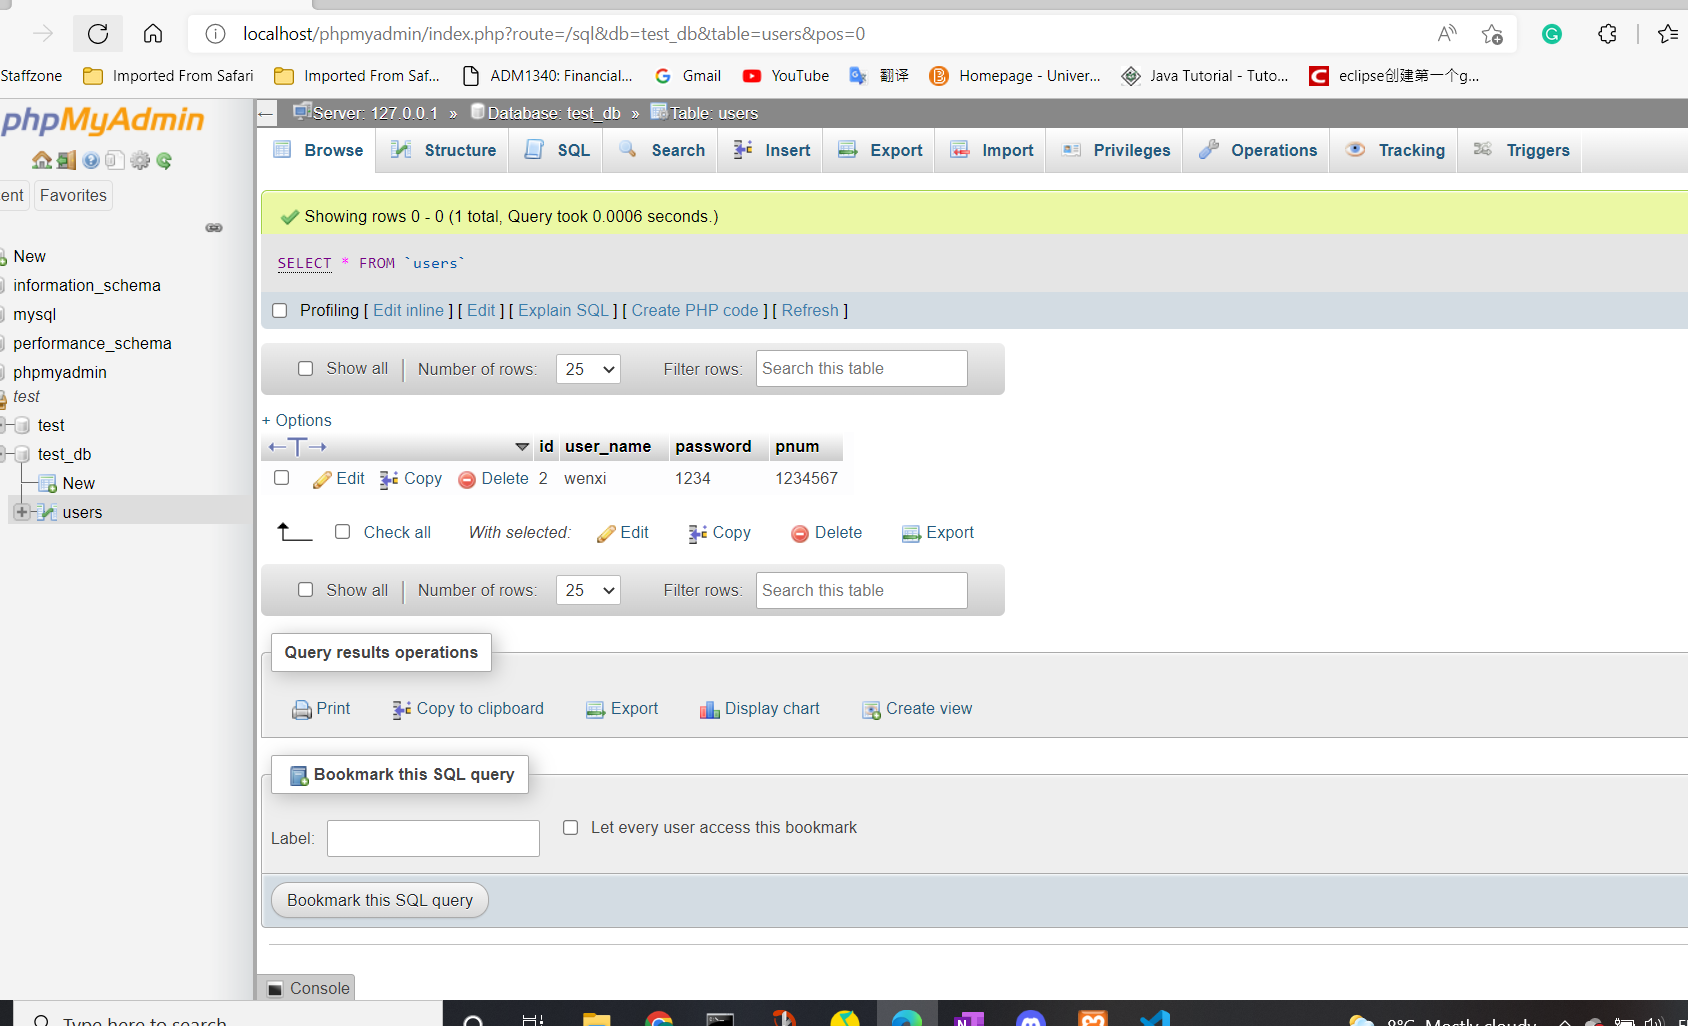 localhost/phpmyadmin/index.php?route=/sql&db=test_db&table=users&pos=0
Staffzone Imported From Safari Imported From Saf... ADM1340: Financial... Gmail YouTube 翻译 Homepage - Univer... Java Tutorial - Tuto... eclipse创建第一个g...
phpMyAdmin
ent Favorites
New
information_schema
mysql
performance_schema
phpmyadmin
test
test
test_db
New
users
Server: 127.0.0.1 » Database: test_db » Table: users
Browse Structure SQL Search Insert Export Import Privileges Operations Tracking Triggers
Showing rows 0 - 0 (1 total, Query took 0.0006 seconds.)
SELECT * FROM `users`
Profiling [ Edit inline ] [ Edit ] [ Explain SQL ] [ Create PHP code ] [ Refresh ]
Show all Number of rows: 25 Filter rows: Search this table
+ Options
←T→ id user_name password pnum
Edit Copy Delete 2 wenxi 1234 1234567
Check all With selected: Edit Copy Delete Export
Show all Number of rows: 25 Filter rows: Search this table
Query results operations
Print Copy to clipboard Export Display chart Create view
Bookmark this SQL query
Label: Let every user access this bookmark
Bookmark this SQL query
Console
Type here to search 9°C Mostly cloudy